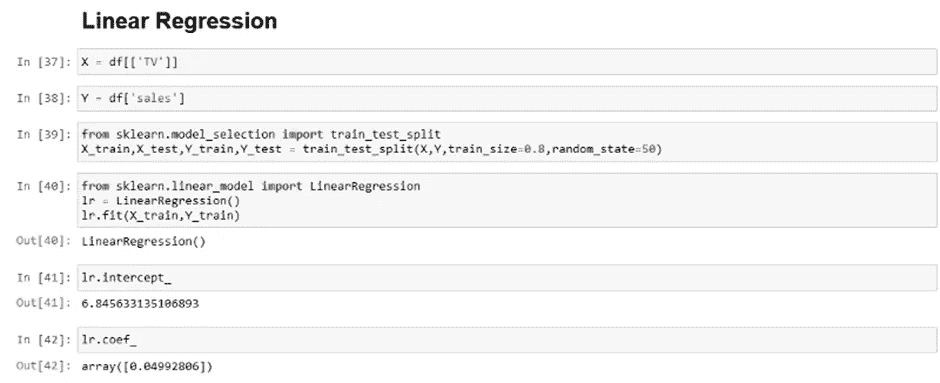 Linear Regression
In [37]: X = df[['TV']]
In [38]: Y = df['sales']
In [39]: from sklearn.model_selection import train_test_split
X_train,X_test,Y_train,Y_test = train_test_split(X,Y,train_size=0.8,random_state=50)
In [40]: from sklearn.linear_model import LinearRegression
lr = LinearRegression()
lr.fit(X_train,Y_train)
Out[40]: LinearRegression()
In [41]: lr.intercept_
Out[41]: 6.845633135106893
In [42]: lr.coef_
Out[42]: array([0.04992806])